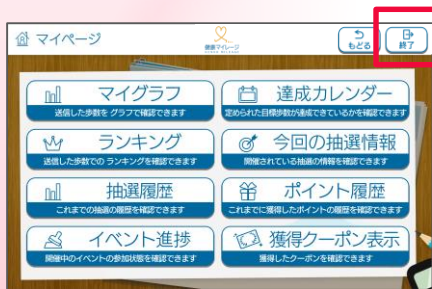 マイページ
健康マイレージ
もどる
終了
マイグラフ
送信した歩数を グラフで確認できます
達成カレンダー
定められた目標歩数が達成できているかを確認できます
ランキング
送信した歩数での ランキングを確認できます
今回の抽選情報
開催されている抽選の情報を確認できます
抽選履歴
これまでの抽選の履歴を確認できます
ポイント履歴
これまでに獲得したポイントの履歴を確認できます
イベント進捗
開催中のイベントの参加状態を確認できます
獲得クーポン表示
獲得したクーポンを確認できます